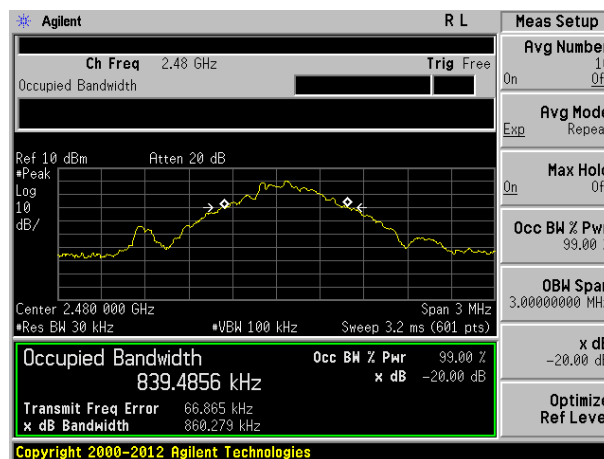 Agilent R L Meas Setup
Ch Freq 2.48 GHz Trig Free
Occupied Bandwidth
Avg Number
On
Avg Mode
Exp
Max Hold
On
Occ BW % Pwr
99.00
OBW Span
3.00000000
x dB
-20.00 dB
Optimize
Ref Level
Ref 10 dBm Atten 20 dB
#Peak
Log
10
dB/
Center 2.480 000 GHz Span 3 MHz
#Res BW 30 kHz #VBW 100 kHz Sweep 3.2 ms (601 pts)
Occupied Bandwidth Occ BW % Pwr 99.00 %
839.4856 kHz x dB -20.00 dB
Transmit Freq Error 66.865 kHz
x dB Bandwidth 860.279 kHz
Copyright 2000-2012 Agilent Technologies